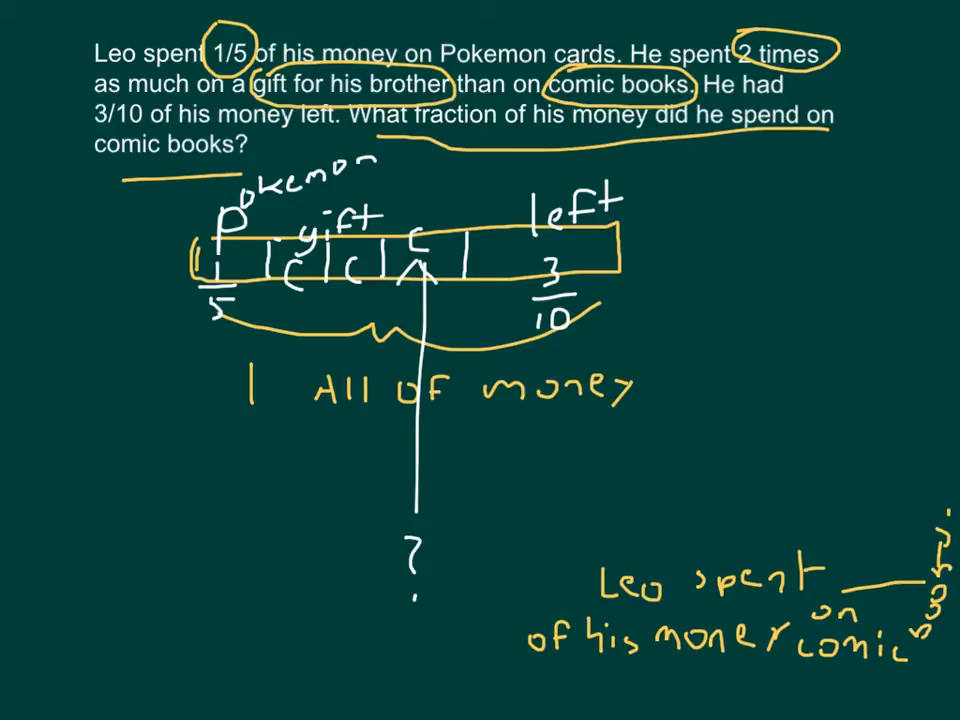 Leo spent 1/5 of his money on Pokemon cards. He spent 2 times
as much on a gift for his brother than on comic books. He had
3/10 of his money left. What fraction of his money did he spend on
comic books?
Pokemon gift C left
1/5 C C 3/10
1 All of money
?
Leo spent ____
of his money on comic books.